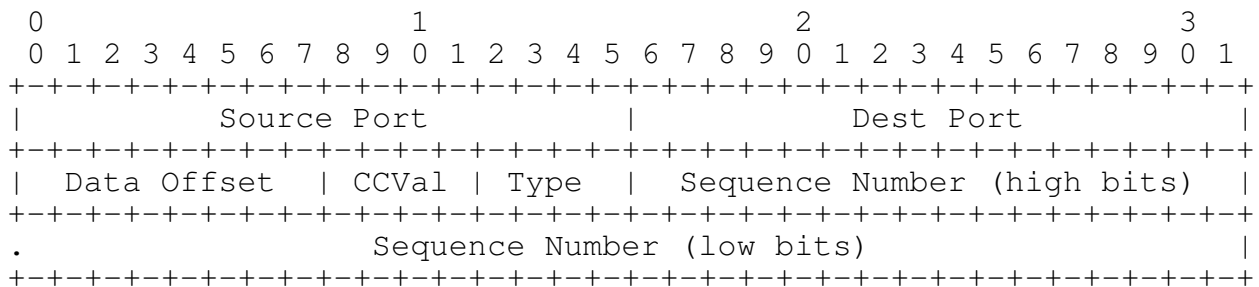 0                   1                   2                   3
 0 1 2 3 4 5 6 7 8 9 0 1 2 3 4 5 6 7 8 9 0 1 2 3 4 5 6 7 8 9 0 1
+-+-+-+-+-+-+-+-+-+-+-+-+-+-+-+-+-+-+-+-+-+-+-+-+-+-+-+-+-+-+-+-+
|          Source Port          |           Dest Port           |
+-+-+-+-+-+-+-+-+-+-+-+-+-+-+-+-+-+-+-+-+-+-+-+-+-+-+-+-+-+-+-+-+
|  Data Offset  | CCVal | Type  |  Sequence Number (high bits)  |
+-+-+-+-+-+-+-+-+-+-+-+-+-+-+-+-+-+-+-+-+-+-+-+-+-+-+-+-+-+-+-+-+
.                  Sequence Number (low bits)                   |
+-+-+-+-+-+-+-+-+-+-+-+-+-+-+-+-+-+-+-+-+-+-+-+-+-+-+-+-+-+-+-+-+